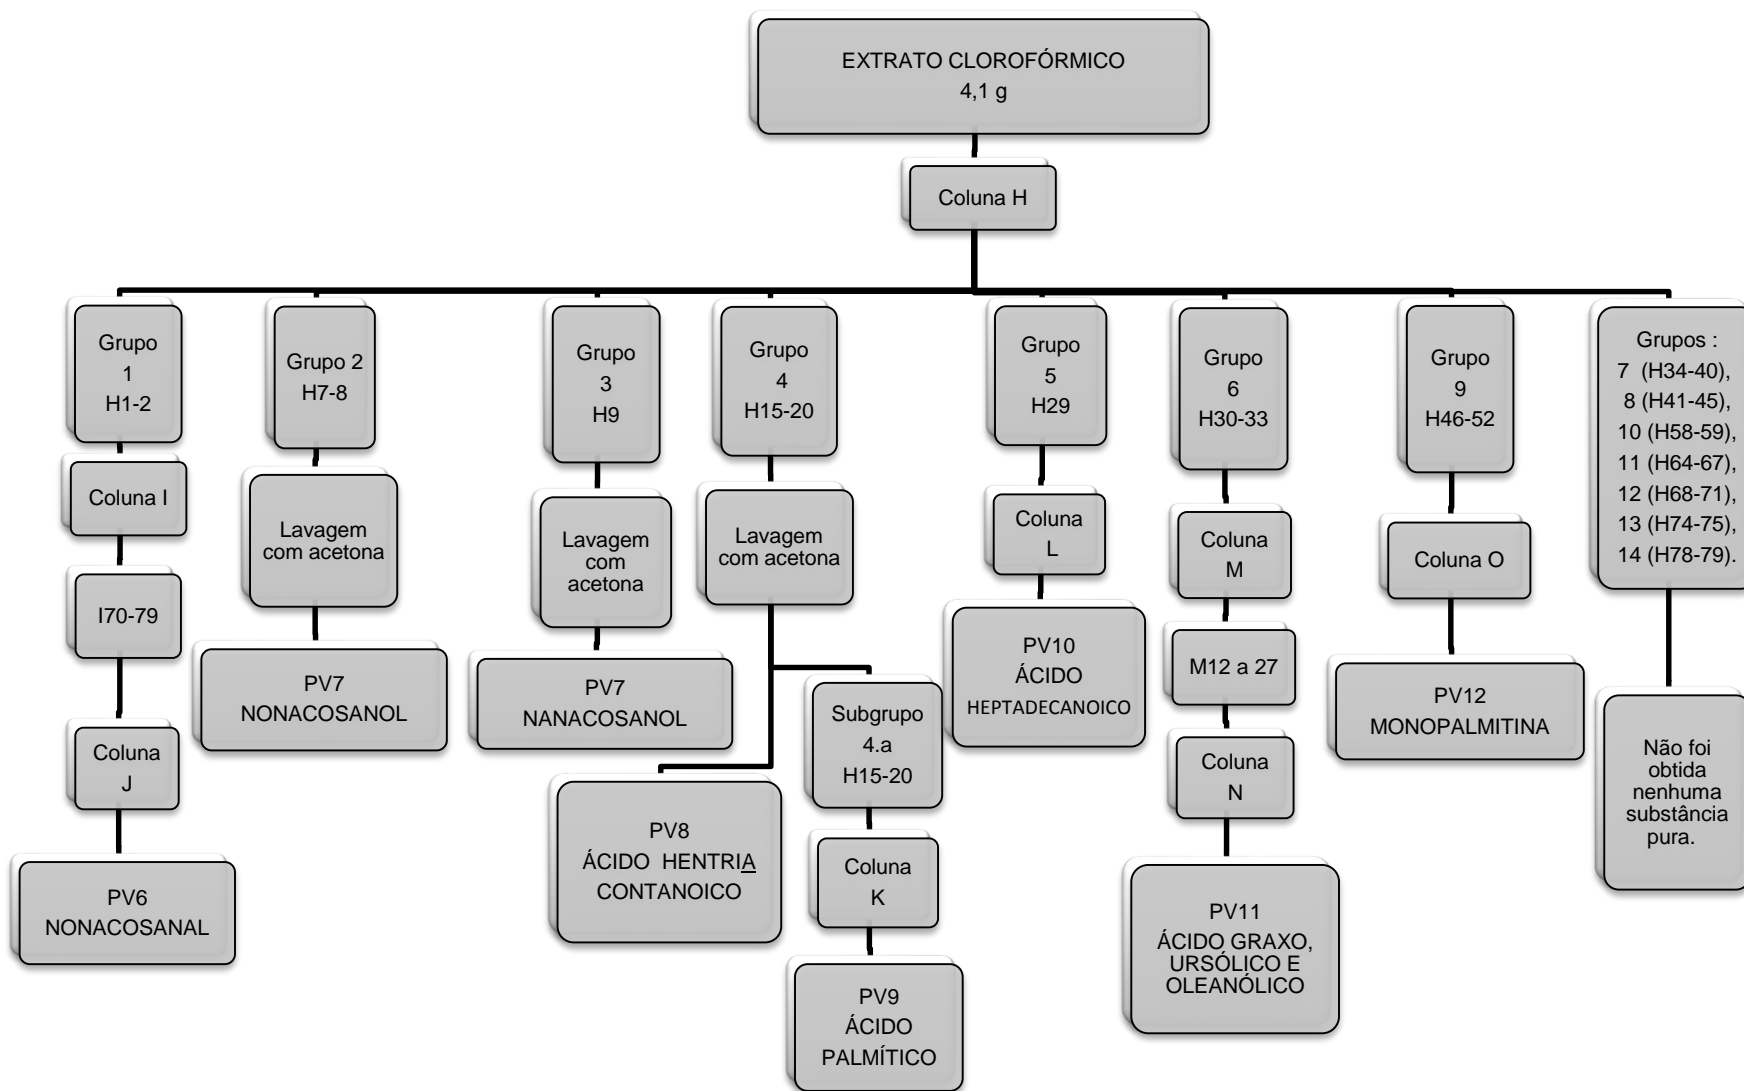 EXTRATO CLOROFÓRMICO
4,1 g
Coluna H
Grupo
1
H1-2
Coluna I
I70-79
Coluna
J
PV6
NONACOSANAL
Grupo 2
H7-8
Lavagem
com acetona
PV7
NONACOSANOL
Grupo
3
H9
Lavagem
com
acetona
PV7
NANACOSANOL
Grupo
4
H15-20
Lavagem
com acetona
PV8
ÁCIDO HENTRIA
CONTANOICO
Subgrupo
4.a
H15-20
Coluna
K
PV9
ÁCIDO
PALMÍTICO
Grupo
5
H29
Coluna
L
PV10
ÁCIDO
HEPTADECANOICO
Grupo
6
H30-33
Coluna
M
M12 a 27
Coluna
N
PV11
ÁCIDO GRAXO,
URSÓLICO E
OLEANÓLICO
Grupo
9
H46-52
Coluna O
PV12
MONOPALMITINA
Grupos :
7 (H34-40),
8 (H41-45),
10 (H58-59),
11 (H64-67),
12 (H68-71),
13 (H74-75),
14 (H78-79).
Não foi
obtida
nenhuma
substância
pura.